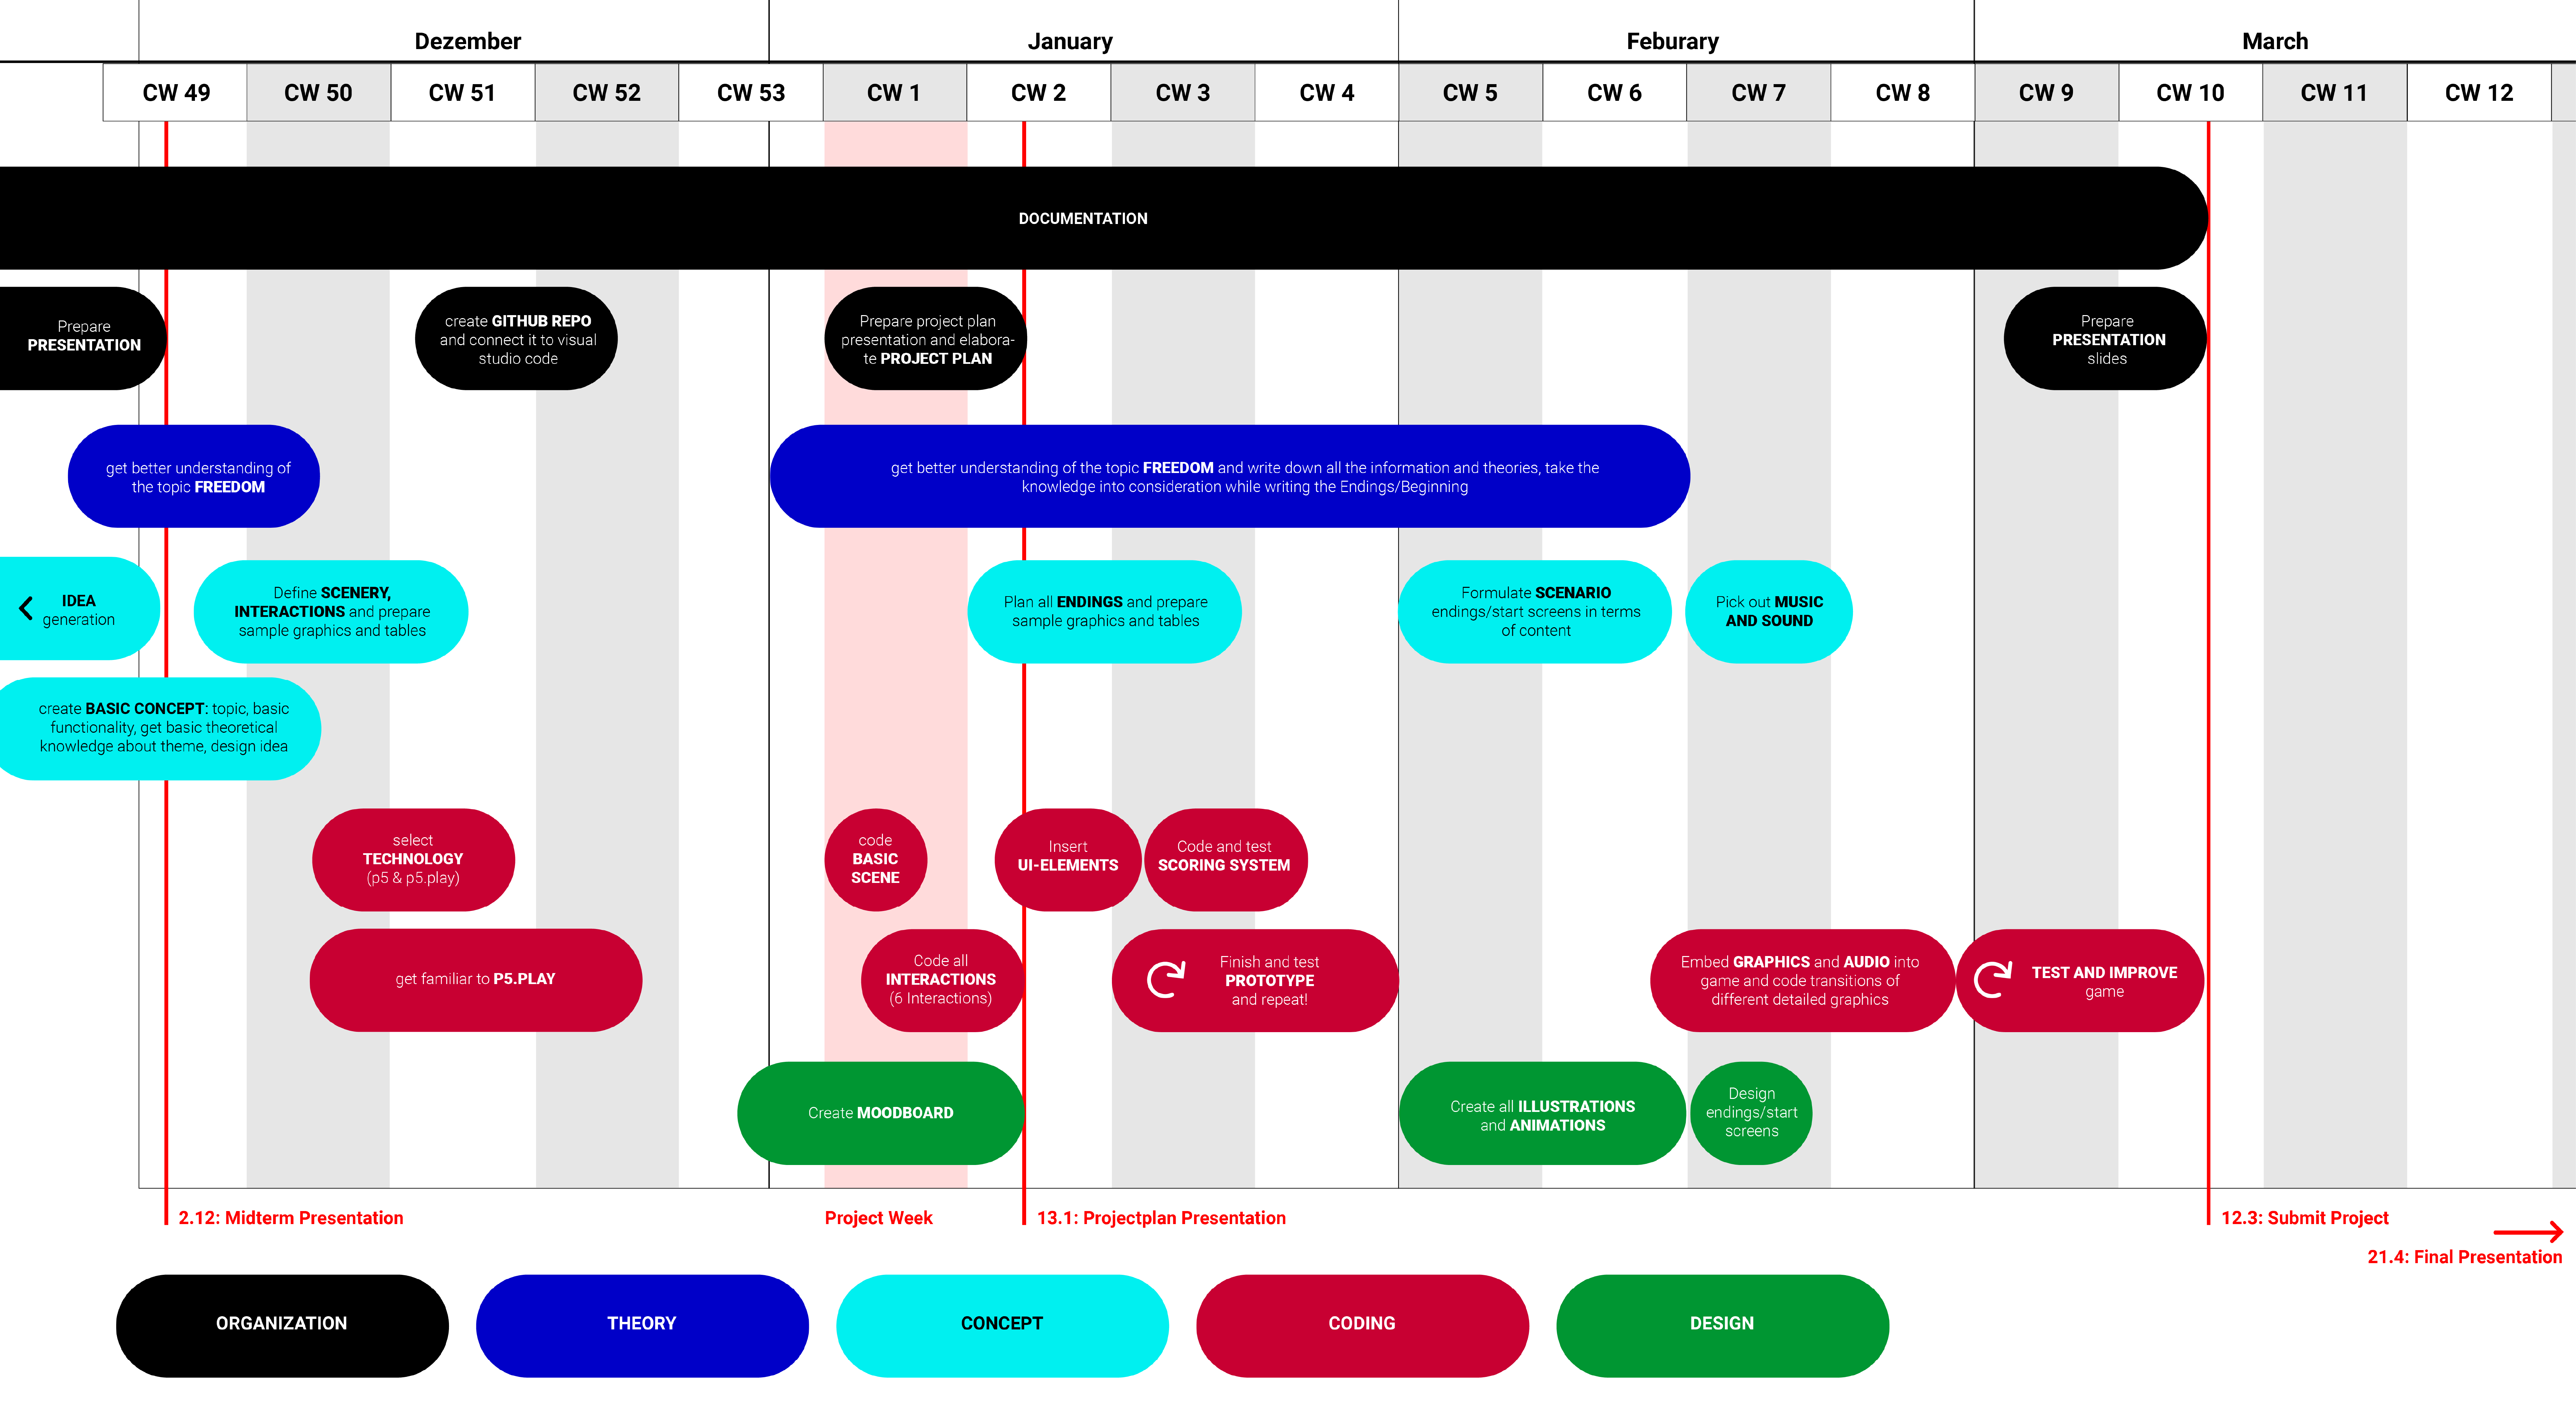 Dezember
January
Feburary
March
CW 49
CW 50
CW 51
CW 52
CW 53
CW 1
CW 2
CW 3
CW 4
CW 5
CW 6
CW 7
CW 8
CW 9
CW 10
CW 11
CW 12
DOCUMENTATION
Prepare
PRESENTATION
create GITHUB REPO
and connect it to visual
studio code
Prepare project plan
presentation and elabora-
te PROJECT PLAN
Prepare
PRESENTATION
slides
get better understanding of
the topic FREEDOM
get better understanding of the topic FREEDOM and write down all the information and theories, take the
knowledge into consideration while writing the Endings/Beginning
IDEA
generation
Define SCENERY,
INTERACTIONS and prepare
sample graphics and tables
Plan all ENDINGS and prepare
sample graphics and tables
Formulate SCENARIO
endings/start screens in terms
of content
Pick out MUSIC
AND SOUND
create BASIC CONCEPT: topic, basic
functionality, get basic theoretical
knowledge about theme, design idea
select
TECHNOLOGY
(p5 & p5.play)
code
BASIC
SCENE
Insert
UI-ELEMENTS
Code and test
SCORING SYSTEM
get familiar to P5.PLAY
Code all
INTERACTIONS
(6 Interactions)
Finish and test
PROTOTYPE
and repeat!
Embed GRAPHICS and AUDIO into
game and code transitions of
different detailed graphics
TEST AND IMPROVE
game
Create MOODBOARD
Create all ILLUSTRATIONS
and ANIMATIONS
Design
endings/start
screens
2.12: Midterm Presentation
Project Week
13.1: Projectplan Presentation
12.3: Submit Project
21.4: Final Presentation
ORGANIZATION
THEORY
CONCEPT
CODING
DESIGN